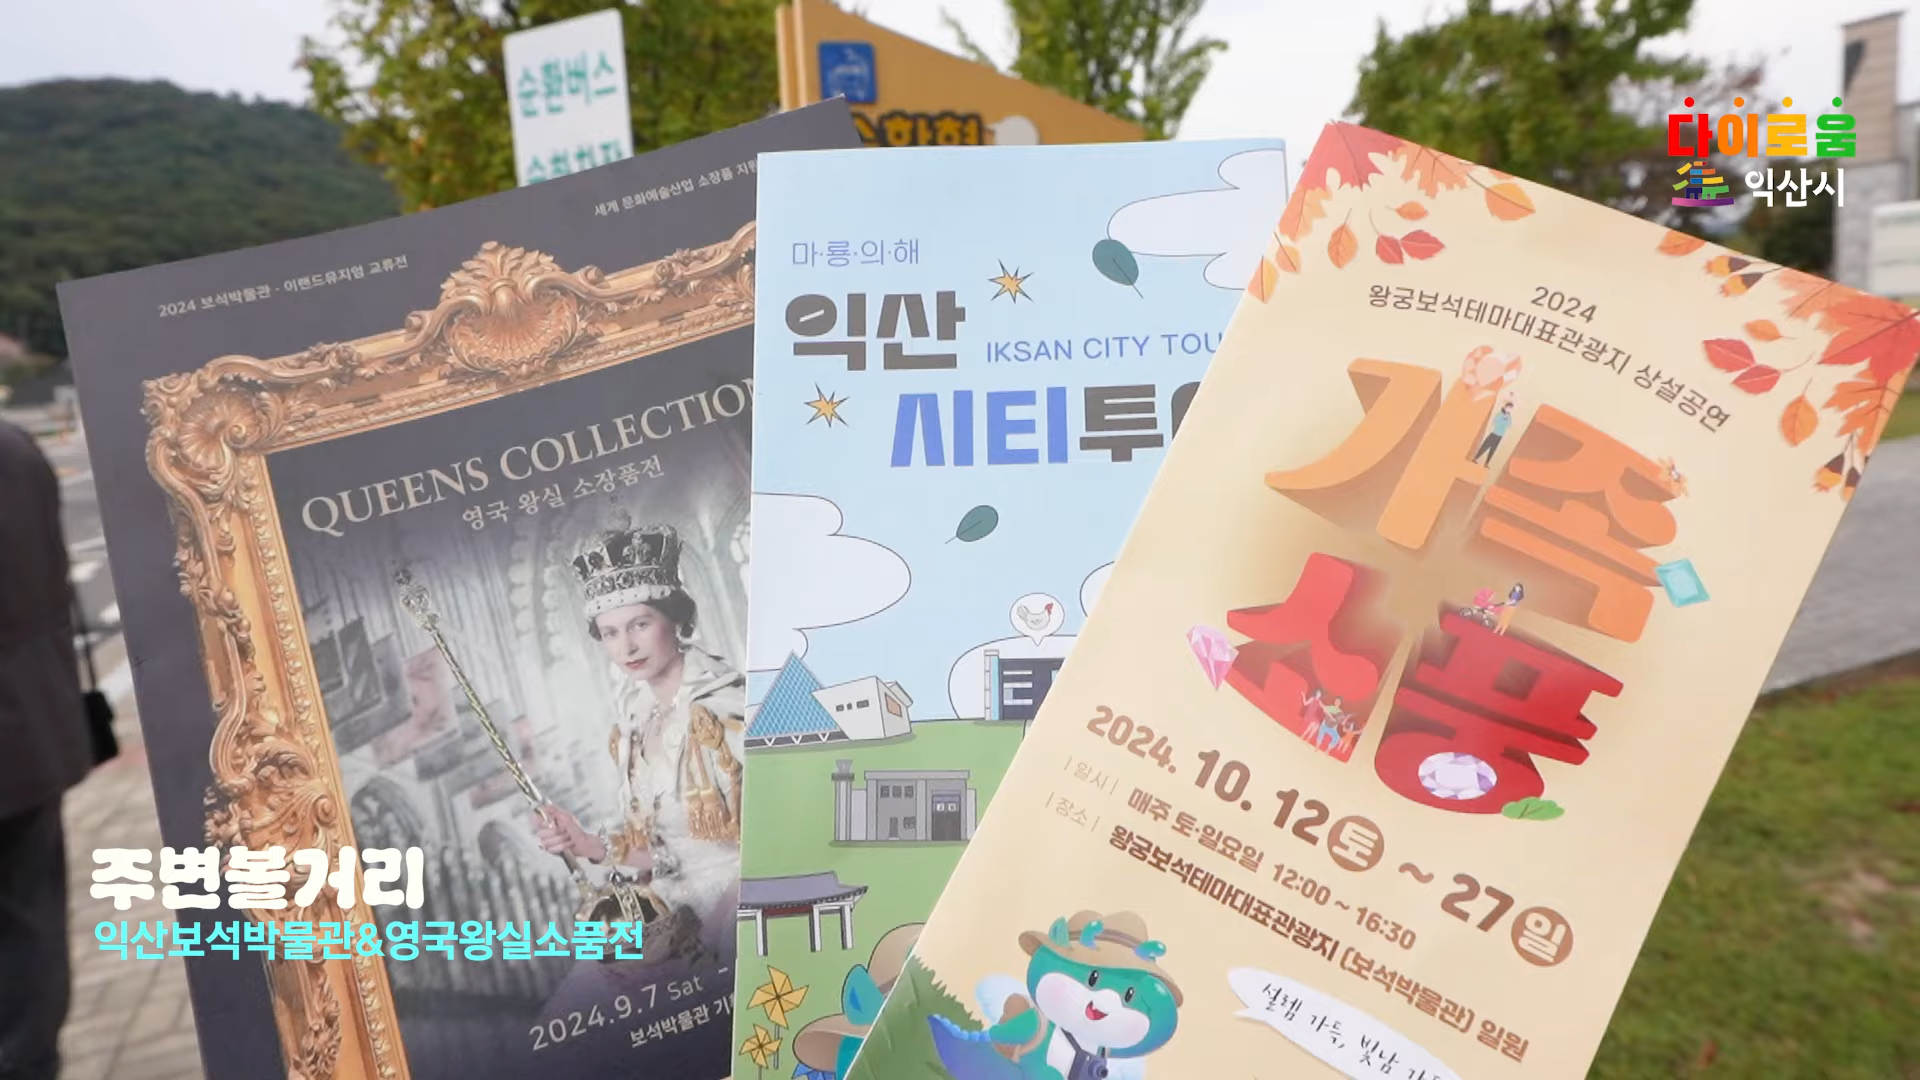 순환버스
다이로움
익산시
2024 보석박물관 · 이랜드뮤지엄 교류전
세계 문화예술산업 소장품
QUEENS COLLECTION
영국 왕실 소장품전
2024.9.7 Sat -
보석박물관
마·룡·의·해
익산
IKSAN CITY
시티
2024
왕궁보석테마대표관광지 상설공연
가족
소풍
2024. 10. 12 토 ~ 27 일
| 일시 | 매주 토·일요일 12:00 ~ 16:30
| 장소 | 왕궁보석테마대표관광지 (보석박물관) 일원
설렘 가득, 빛남
주변볼거리
익산보석박물관&영국왕실소품전